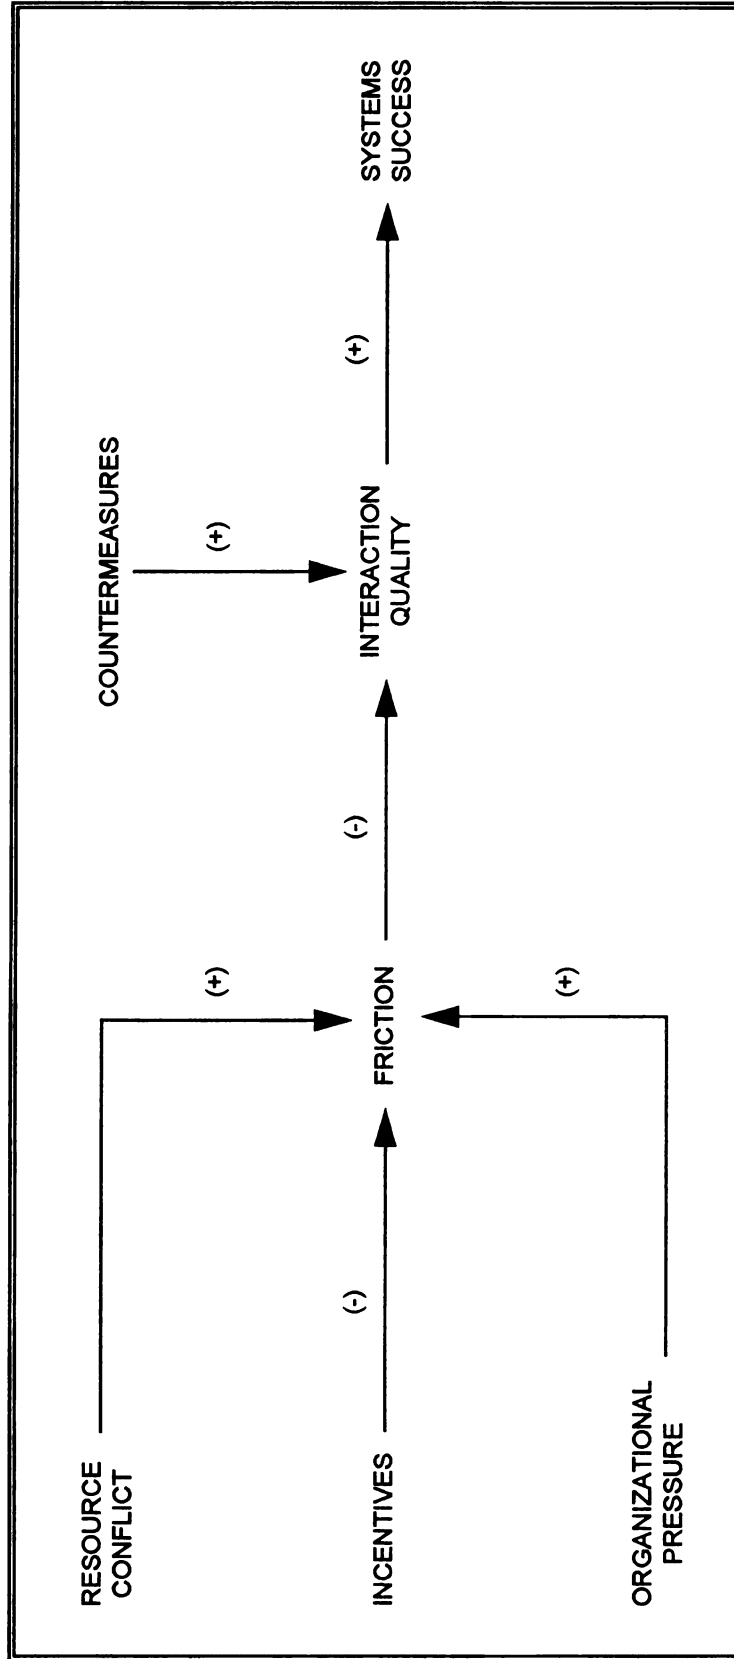 RESOURCE
CONFLICT
(+)
INCENTIVES
(-)
FRICTION
(+)
ORGANIZATIONAL
PRESSURE
(-)
COUNTERMEASURES
(+)
INTERACTION
QUALITY
(+)
SYSTEMS
SUCCESS